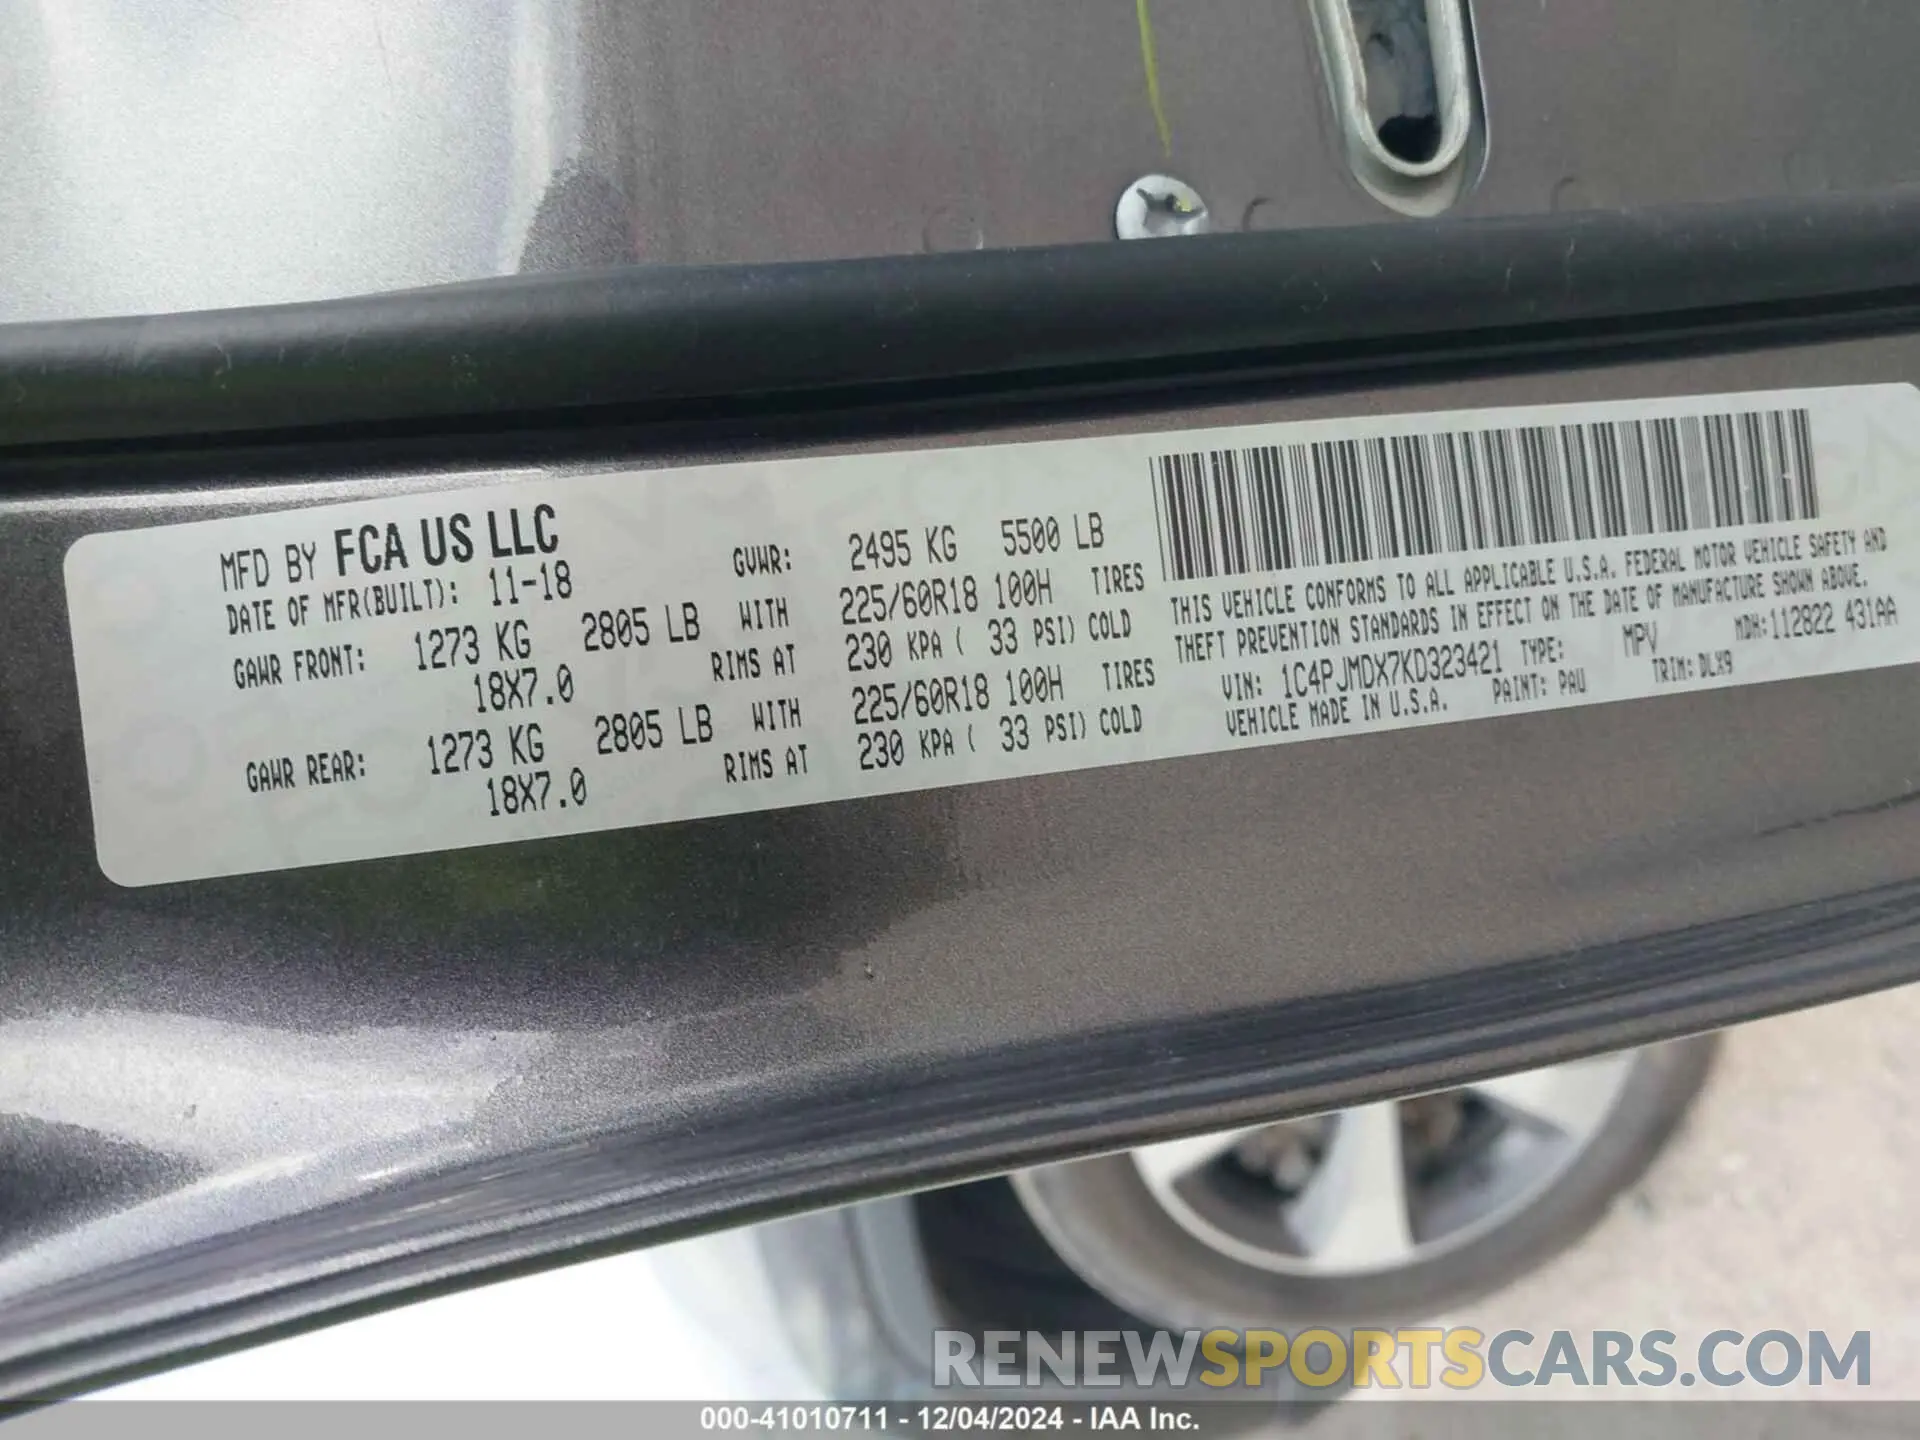 MFD BY FCA US LLC
DATE OF MFR(BUILT): 11-18
GVWR: 2495 KG 5500 LB
GAWR FRONT: 1273 KG 2805 LB WITH 225/60R18 100H TIRES
18X7.0 RIMS AT 230 KPA ( 33 PSI) COLD
GAWR REAR: 1273 KG 2805 LB WITH 225/60R18 100H TIRES
18X7.0 RIMS AT 230 KPA ( 33 PSI) COLD
THIS VEHICLE CONFORMS TO ALL APPLICABLE U.S.A. FEDERAL MOTOR VEHICLE SAFETY AND
THEFT PREVENTION STANDARDS IN EFFECT ON THE DATE OF MANUFACTURE SHOWN ABOVE.
VIN: 1C4PJMDX7KD323421 TYPE: MPV MDH:112822 431AA
VEHICLE MADE IN U.S.A. PAINT: PAU TRIM: DLX9
RENEWSPORTSCARS.COM
000-41010711 - 12/04/2024 - IAA Inc.